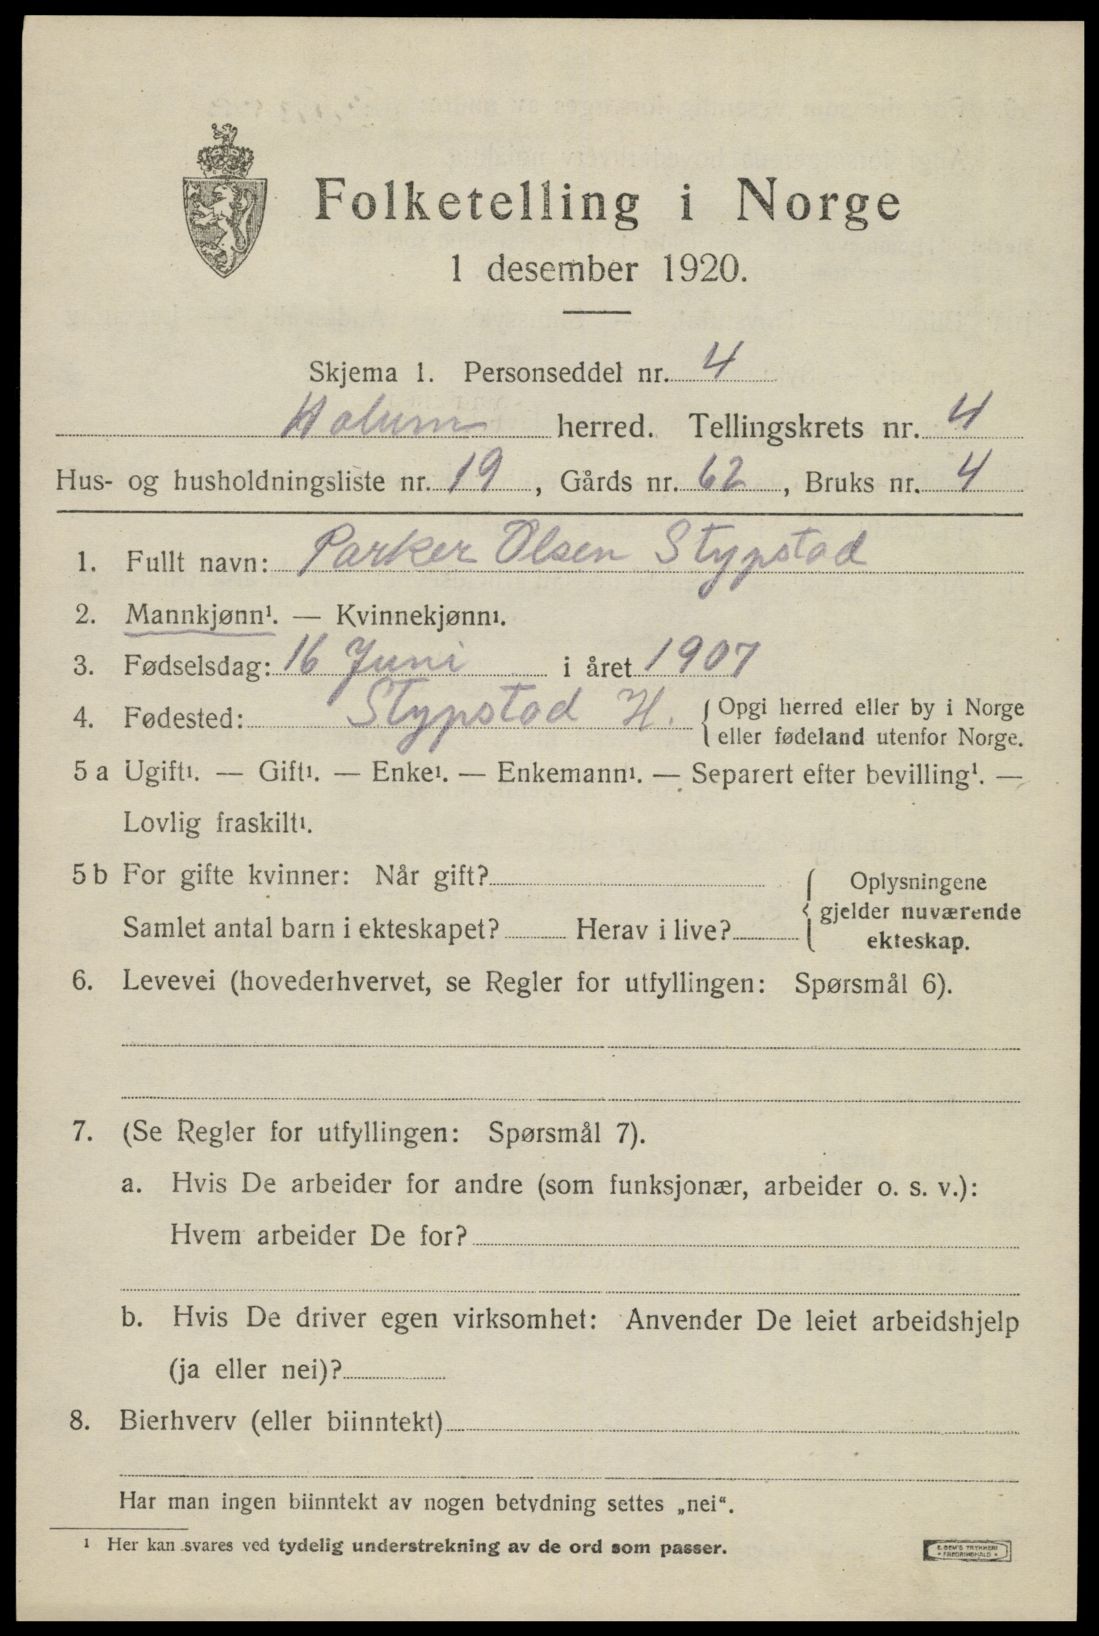 Folketelling i Norge
1 desember 1920.
Skjema 1. Personseddel nr. 4
Holum herred. Tellingskrets nr. 4
Hus- og husholdningsliste nr. 19, Gårds nr. 62, Bruks nr. 4
1. Fullt navn: Parker Olsen Stypstad
2. Mannkjønn¹. — Kvinnekjønn¹.
3. Fødselsdag: 16 Juni i året 1907
4. Fødested: Stypstad H. { Opgi herred eller by i Norge
eller fødeland utenfor Norge.
5 a Ugift¹. — Gift¹. — Enke¹. — Enkemann¹. — Separert efter bevilling¹. —
Lovlig fraskilt¹.
5 b For gifte kvinner: Når gift?
Samlet antal barn i ekteskapet? Herav i live?
{ Oplysningene
gjelder nuværende
ekteskap.
6. Levevei (hovederhvervet, se Regler for utfyllingen: Spørsmål 6).
7. (Se Regler for utfyllingen: Spørsmål 7).
a. Hvis De arbeider for andre (som funksjonær, arbeider o. s. v.):
Hvem arbeider De for?
b. Hvis De driver egen virksomhet: Anvender De leiet arbeidshjelp
(ja eller nei)?
8. Bierhverv (eller biinntekt)
Har man ingen biinntekt av nogen betydning settes „nei“.
¹ Her kan svares ved tydelig understrekning av de ord som passer.
E. SEM'S TRYKKERI
• FREDRIKSHALD •